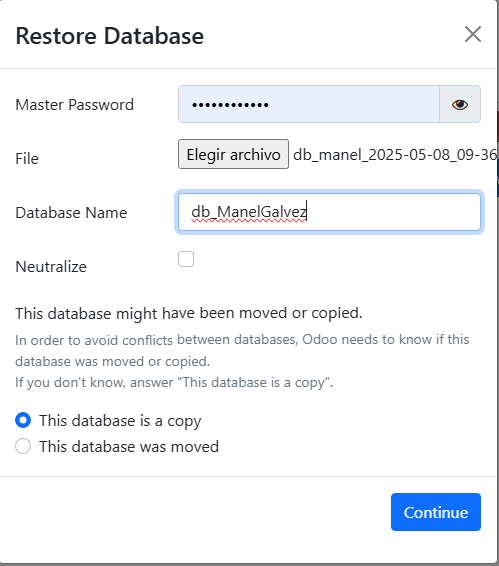 Restore Database
Master Password ••••••••••••
File Elegir archivo db_manel_2025-05-08_09-36
Database Name db_ManelGalvez
Neutralize
This database might have been moved or copied.
In order to avoid conflicts between databases, Odoo needs to know if this
database was moved or copied.
If you don't know, answer "This database is a copy".
This database is a copy
This database was moved
Continue